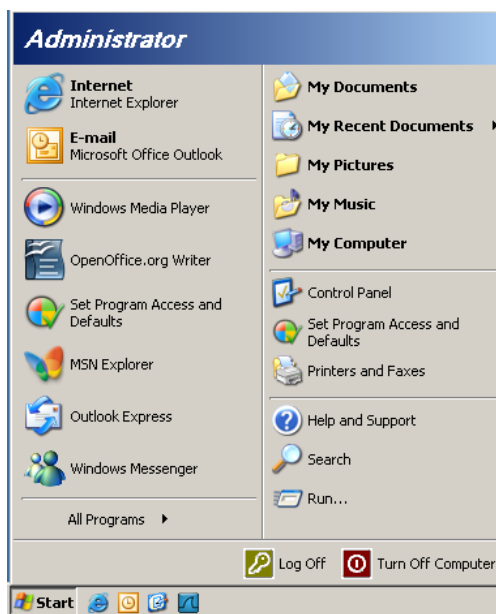 Administrator
Internet
Internet Explorer
E-mail
Microsoft Office Outlook
Windows Media Player
OpenOffice.org Writer
Set Program Access and
Defaults
MSN Explorer
Outlook Express
Windows Messenger
All Programs
My Documents
My Recent Documents
My Pictures
My Music
My Computer
Control Panel
Set Program Access and
Defaults
Printers and Faxes
Help and Support
Search
Run...
Log Off
Turn Off Computer
Start